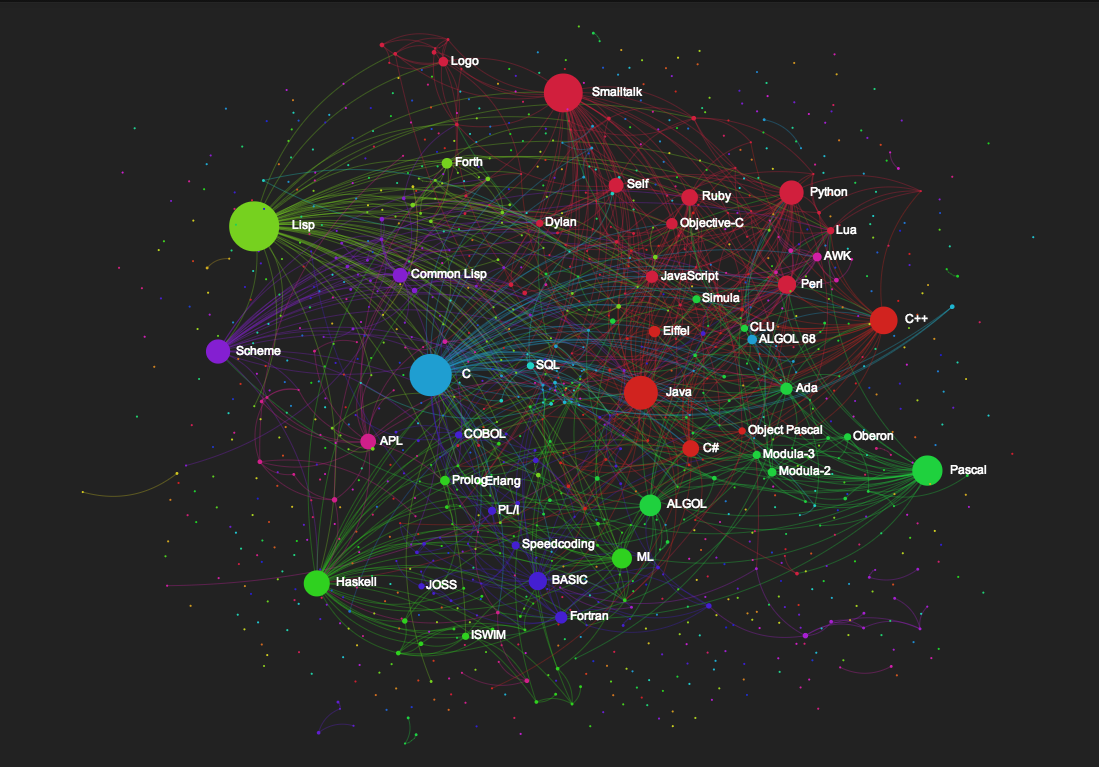 Logo
Smalltalk
Forth
Self
Ruby
Python
Lisp
Dylan
Objective-C
Lua
AWK
Common Lisp
JavaScript
Perl
Simula
C++
Eiffel
CLU
ALGOL 68
Scheme
SQL
C
Java
Ada
APL
COBOL
Object Pascal
Oberon
C#
Modula-3
Modula-2
Pascal
Prolog
Erlang
ALGOL
PL/I
Speedcoding
ML
Haskell
JOSS
BASIC
Fortran
ISWIM